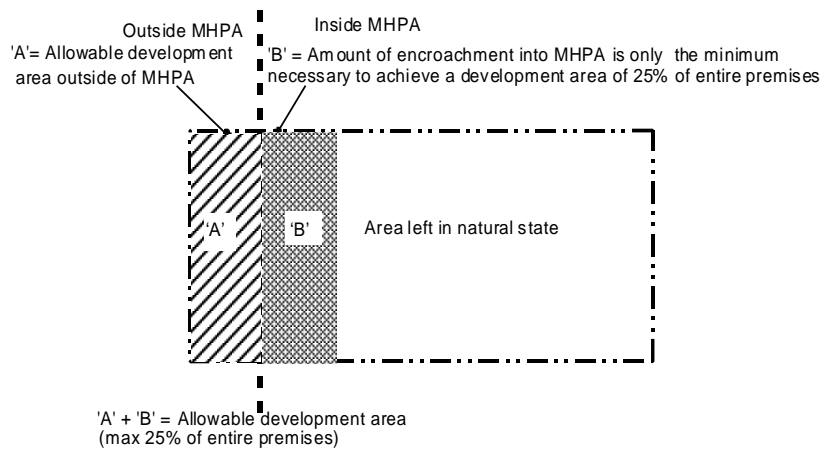 Outside MHPA
'A'= Allowable development
area outside of MHPA
Inside MHPA
'B' = Amount of encroachment into MHPA is only the minimum
necessary to achieve a development area of 25% of entire premises
'A'
'B'
Area left in natural state
'A' + 'B' = Allowable development area
(max 25% of entire premises)